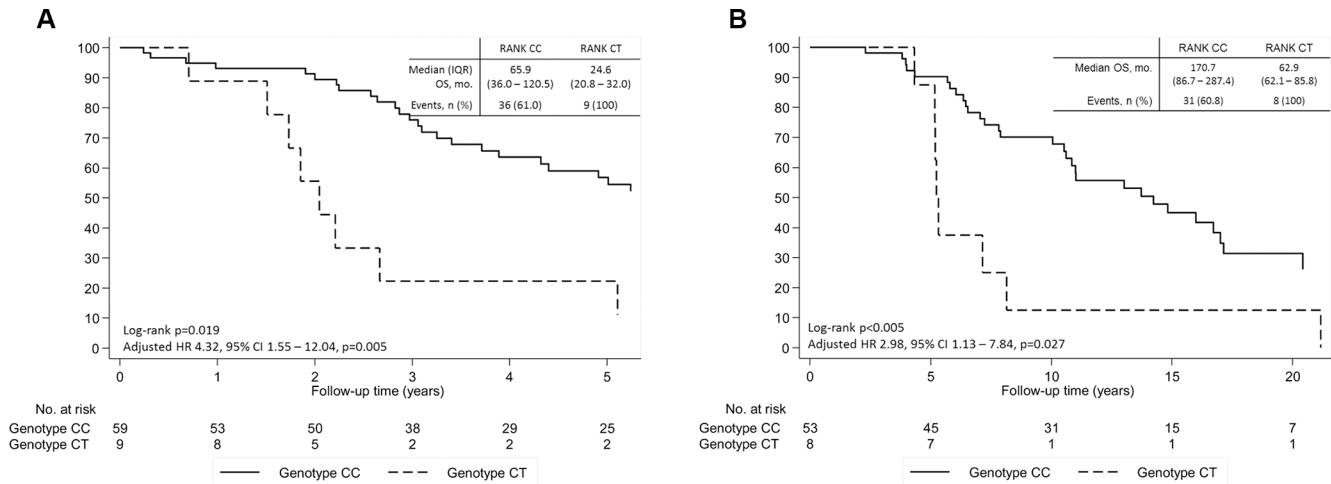 A
RANK CC RANK CT
Median (IQR) OS, mo. 65.9 (36.0 – 120.5) 24.6 (20.8 – 32.0)
Events, n (%) 36 (61.0) 9 (100)
100
90
80
70
60
50
40
30
20
10
0
Log-rank p=0.019
Adjusted HR 4.32, 95% CI 1.55 – 12.04, p=0.005
0 1 2 3 4 5
Follow-up time (years)
No. at risk
Genotype CC 59 53 50 38 29 25
Genotype CT 9 8 5 2 2 2
Genotype CC Genotype CT
B
RANK CC RANK CT
Median OS, mo. 170.7 (86.7 – 287.4) 62.9 (62.1 – 85.8)
Events, n (%) 31 (60.8) 8 (100)
100
90
80
70
60
50
40
30
20
10
0
Log-rank p<0.005
Adjusted HR 2.98, 95% CI 1.13 – 7.84, p=0.027
0 5 10 15 20
Follow-up time (years)
No. at risk
Genotype CC 53 45 31 15 7
Genotype CT 8 7 1 1 1
Genotype CC Genotype CT